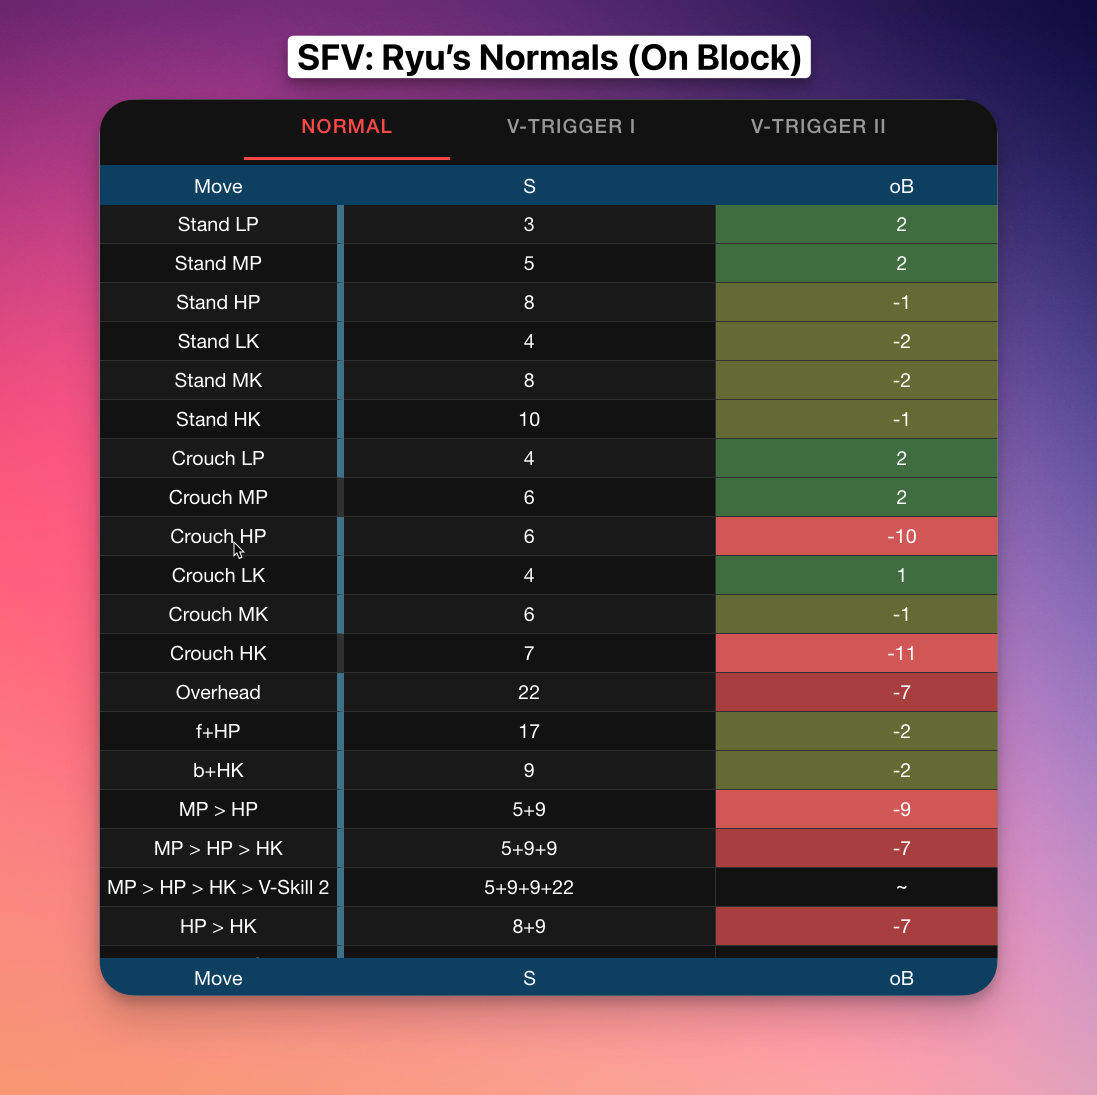 SFV: Ryu’s Normals (On Block)
NORMAL V-TRIGGER I V-TRIGGER II
Move S oB
Stand LP 3 2
Stand MP 5 2
Stand HP 8 -1
Stand LK 4 -2
Stand MK 8 -2
Stand HK 10 -1
Crouch LP 4 2
Crouch MP 6 2
Crouch HP 6 -10
Crouch LK 4 1
Crouch MK 6 -1
Crouch HK 7 -11
Overhead 22 -7
f+HP 17 -2
b+HK 9 -2
MP > HP 5+9 -9
MP > HP > HK 5+9+9 -7
MP > HP > HK > V-Skill 2 5+9+9+22 ~
HP > HK 8+9 -7
Move S oB